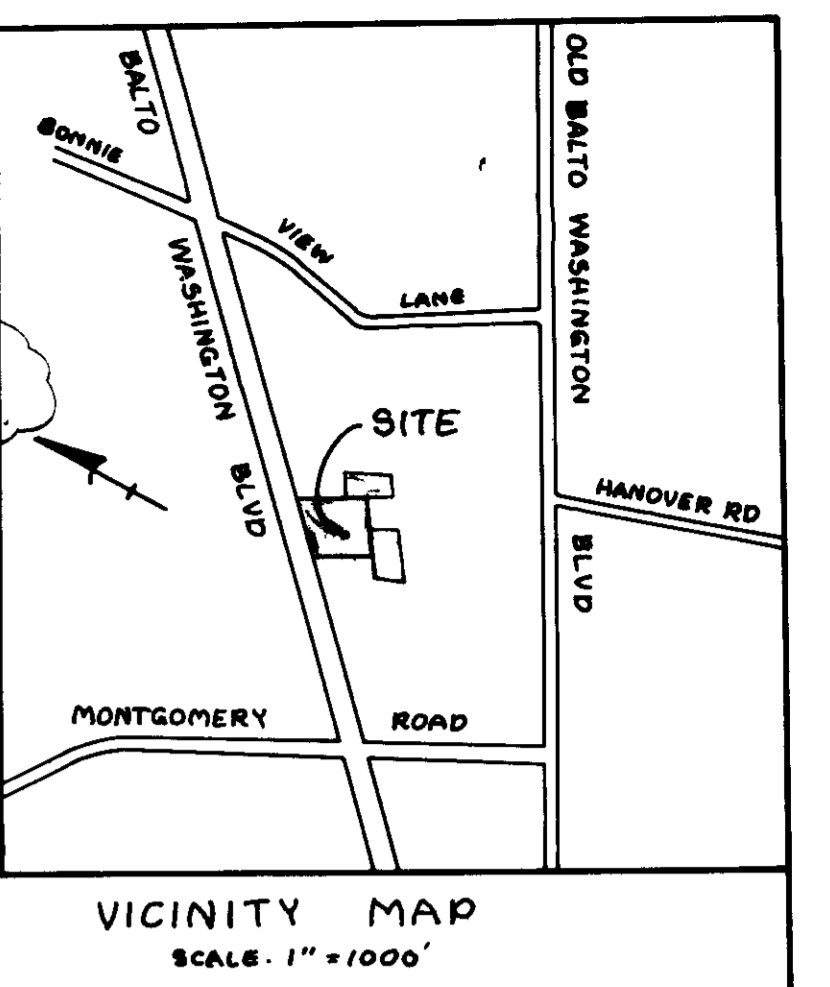 BALTO
WASHINGTON
BLVD
BONNIE
VIEW
LANE
OLD BALTO WASHINGTON
BLVD
SITE
HANOVER RD
MONTGOMERY ROAD
VICINITY MAP
SCALE. 1" = 1000'